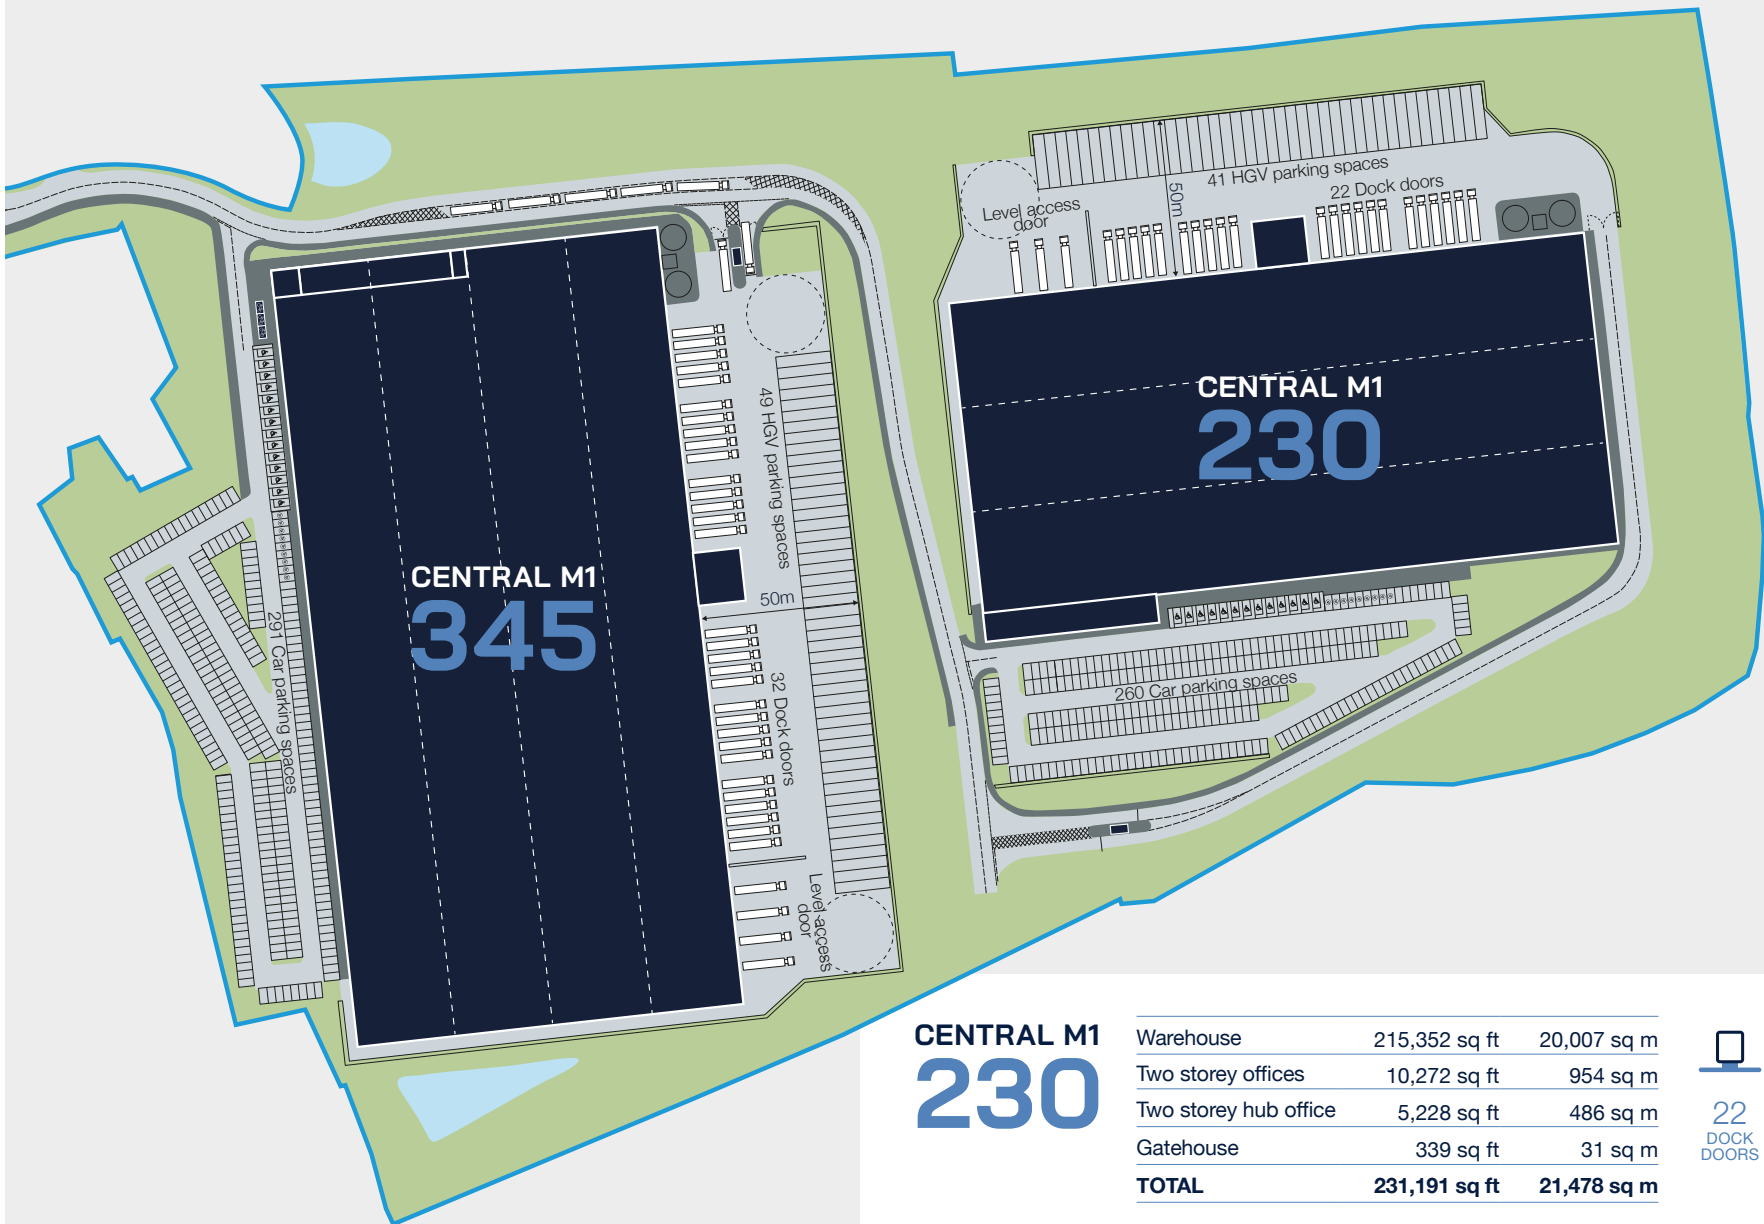 41 HGV parking spaces
22 Dock doors
50m
Level access
door
CENTRAL M1
230
49 HGV parking spaces
CENTRAL M1
345
50m
291 Car parking spaces
32 Dock doors
260 Car parking spaces
Level access
door
CENTRAL M1
230
Warehouse 215,352 sq ft 20,007 sq m
Two storey offices 10,272 sq ft 954 sq m
Two storey hub office 5,228 sq ft 486 sq m
Gatehouse 339 sq ft 31 sq m
TOTAL 231,191 sq ft 21,478 sq m
22
DOCK
DOORS